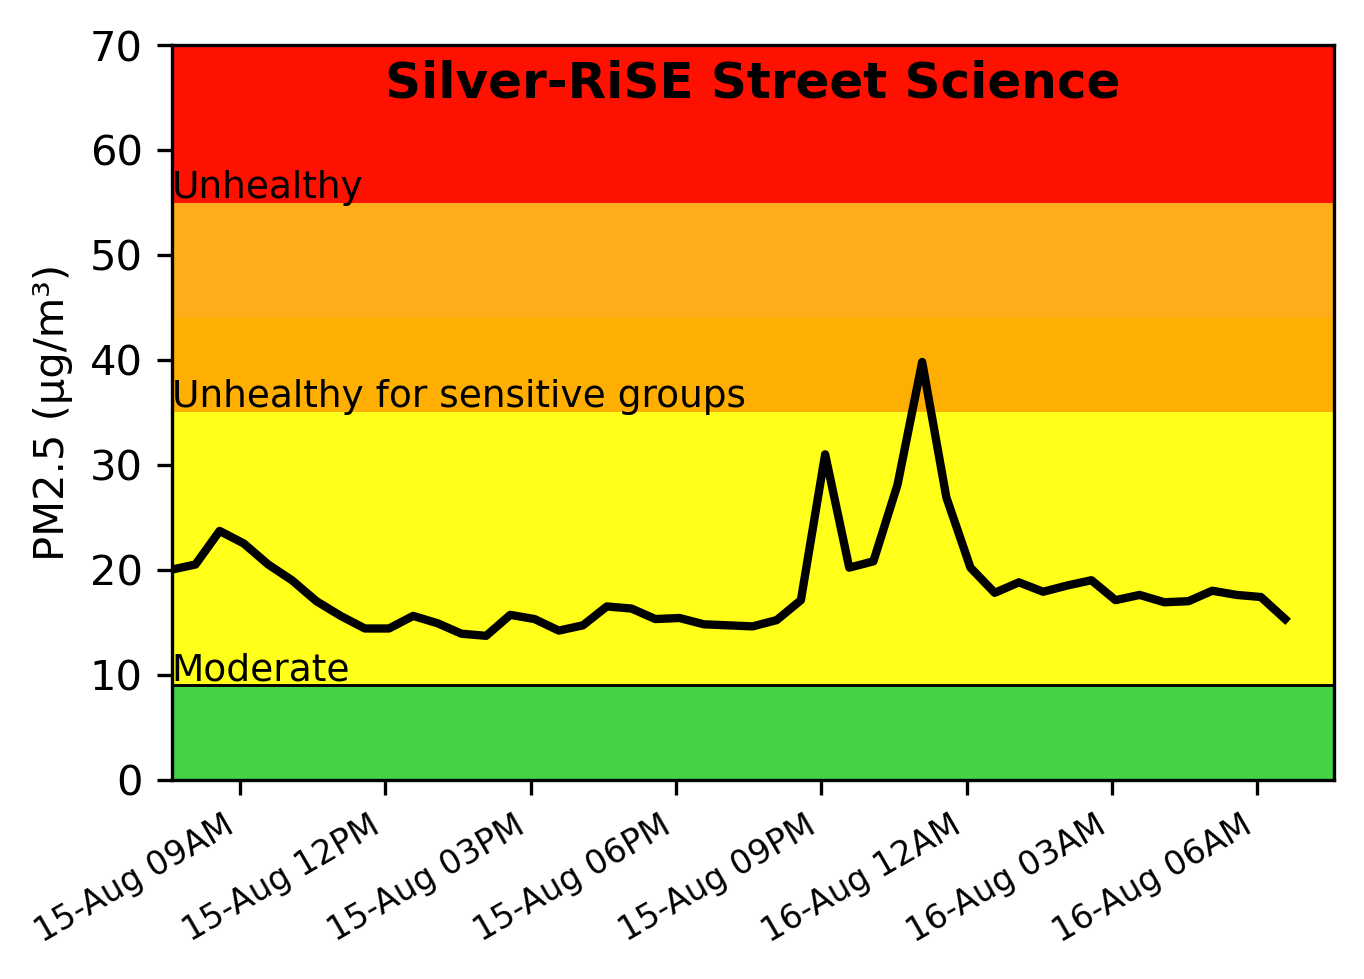 Silver-RiSE Street Science
70
60
50
40
30
20
10
0
PM2.5 (µg/m³)
Unhealthy
Unhealthy for sensitive groups
Moderate
15-Aug 09AM
15-Aug 12PM
15-Aug 03PM
15-Aug 06PM
15-Aug 09PM
16-Aug 12AM
16-Aug 03AM
16-Aug 06AM